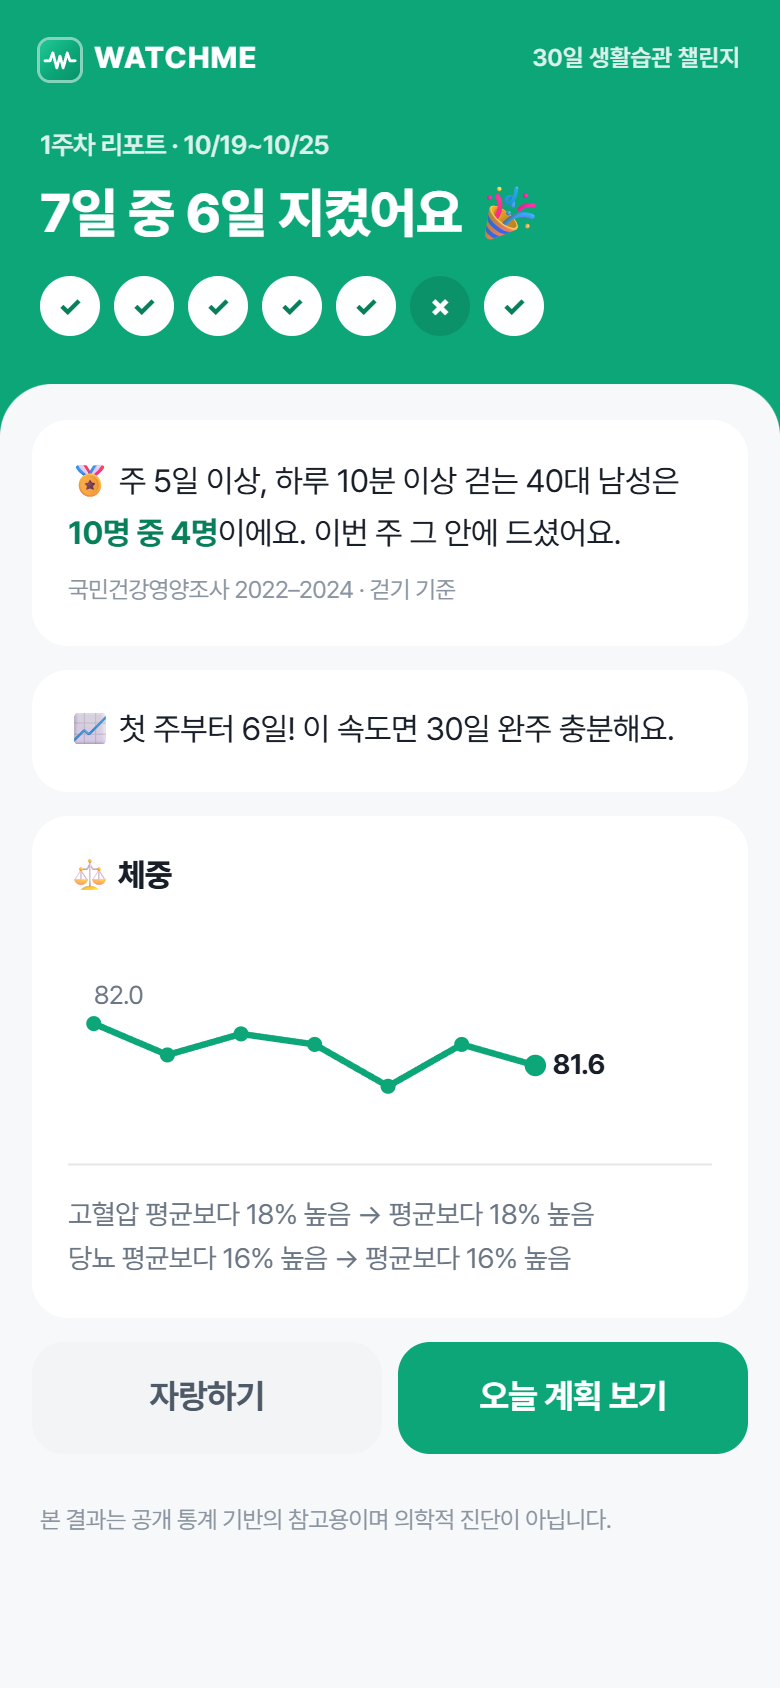 WATCHME
30일 생활습관 챌린지
1주차 리포트 · 10/19~10/25
7일 중 6일 지켰어요 🎉
🏅 주 5일 이상, 하루 10분 이상 걷는 40대 남성은
10명 중 4명이에요. 이번 주 그 안에 드셨어요.
국민건강영양조사 2022–2024 · 걷기 기준
📈 첫 주부터 6일! 이 속도면 30일 완주 충분해요.
⚖️ 체중
82.0
81.6
고혈압 평균보다 18% 높음 → 평균보다 18% 높음
당뇨 평균보다 16% 높음 → 평균보다 16% 높음
자랑하기
오늘 계획 보기
본 결과는 공개 통계 기반의 참고용이며 의학적 진단이 아닙니다.